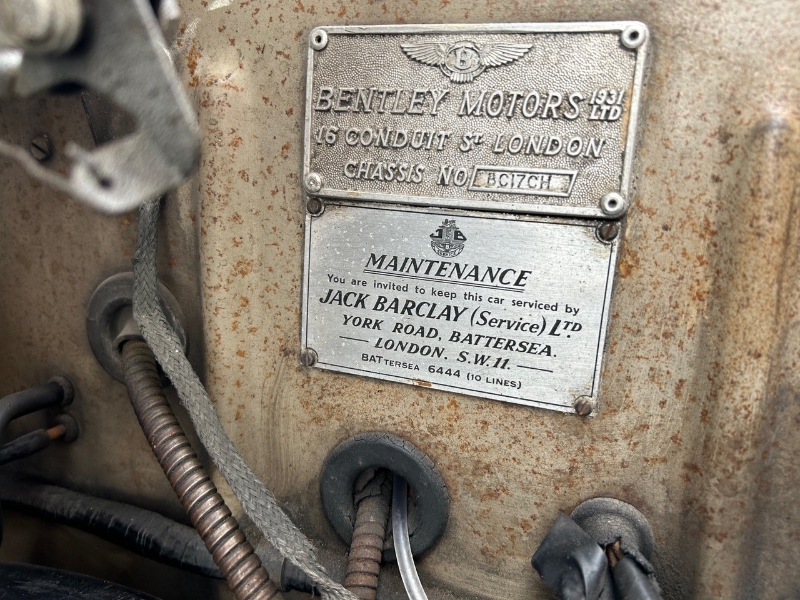 B
BENTLEY MOTORS 1931 LTD
16 CONDUIT ST LONDON
CHASSIS NO BC17CH
MAINTENANCE
You are invited to keep this car serviced by
JACK BARCLAY (Service) LTD.
YORK ROAD, BATTERSEA.
LONDON. S.W.11.
BATTERSEA 6444 (10 LINES)